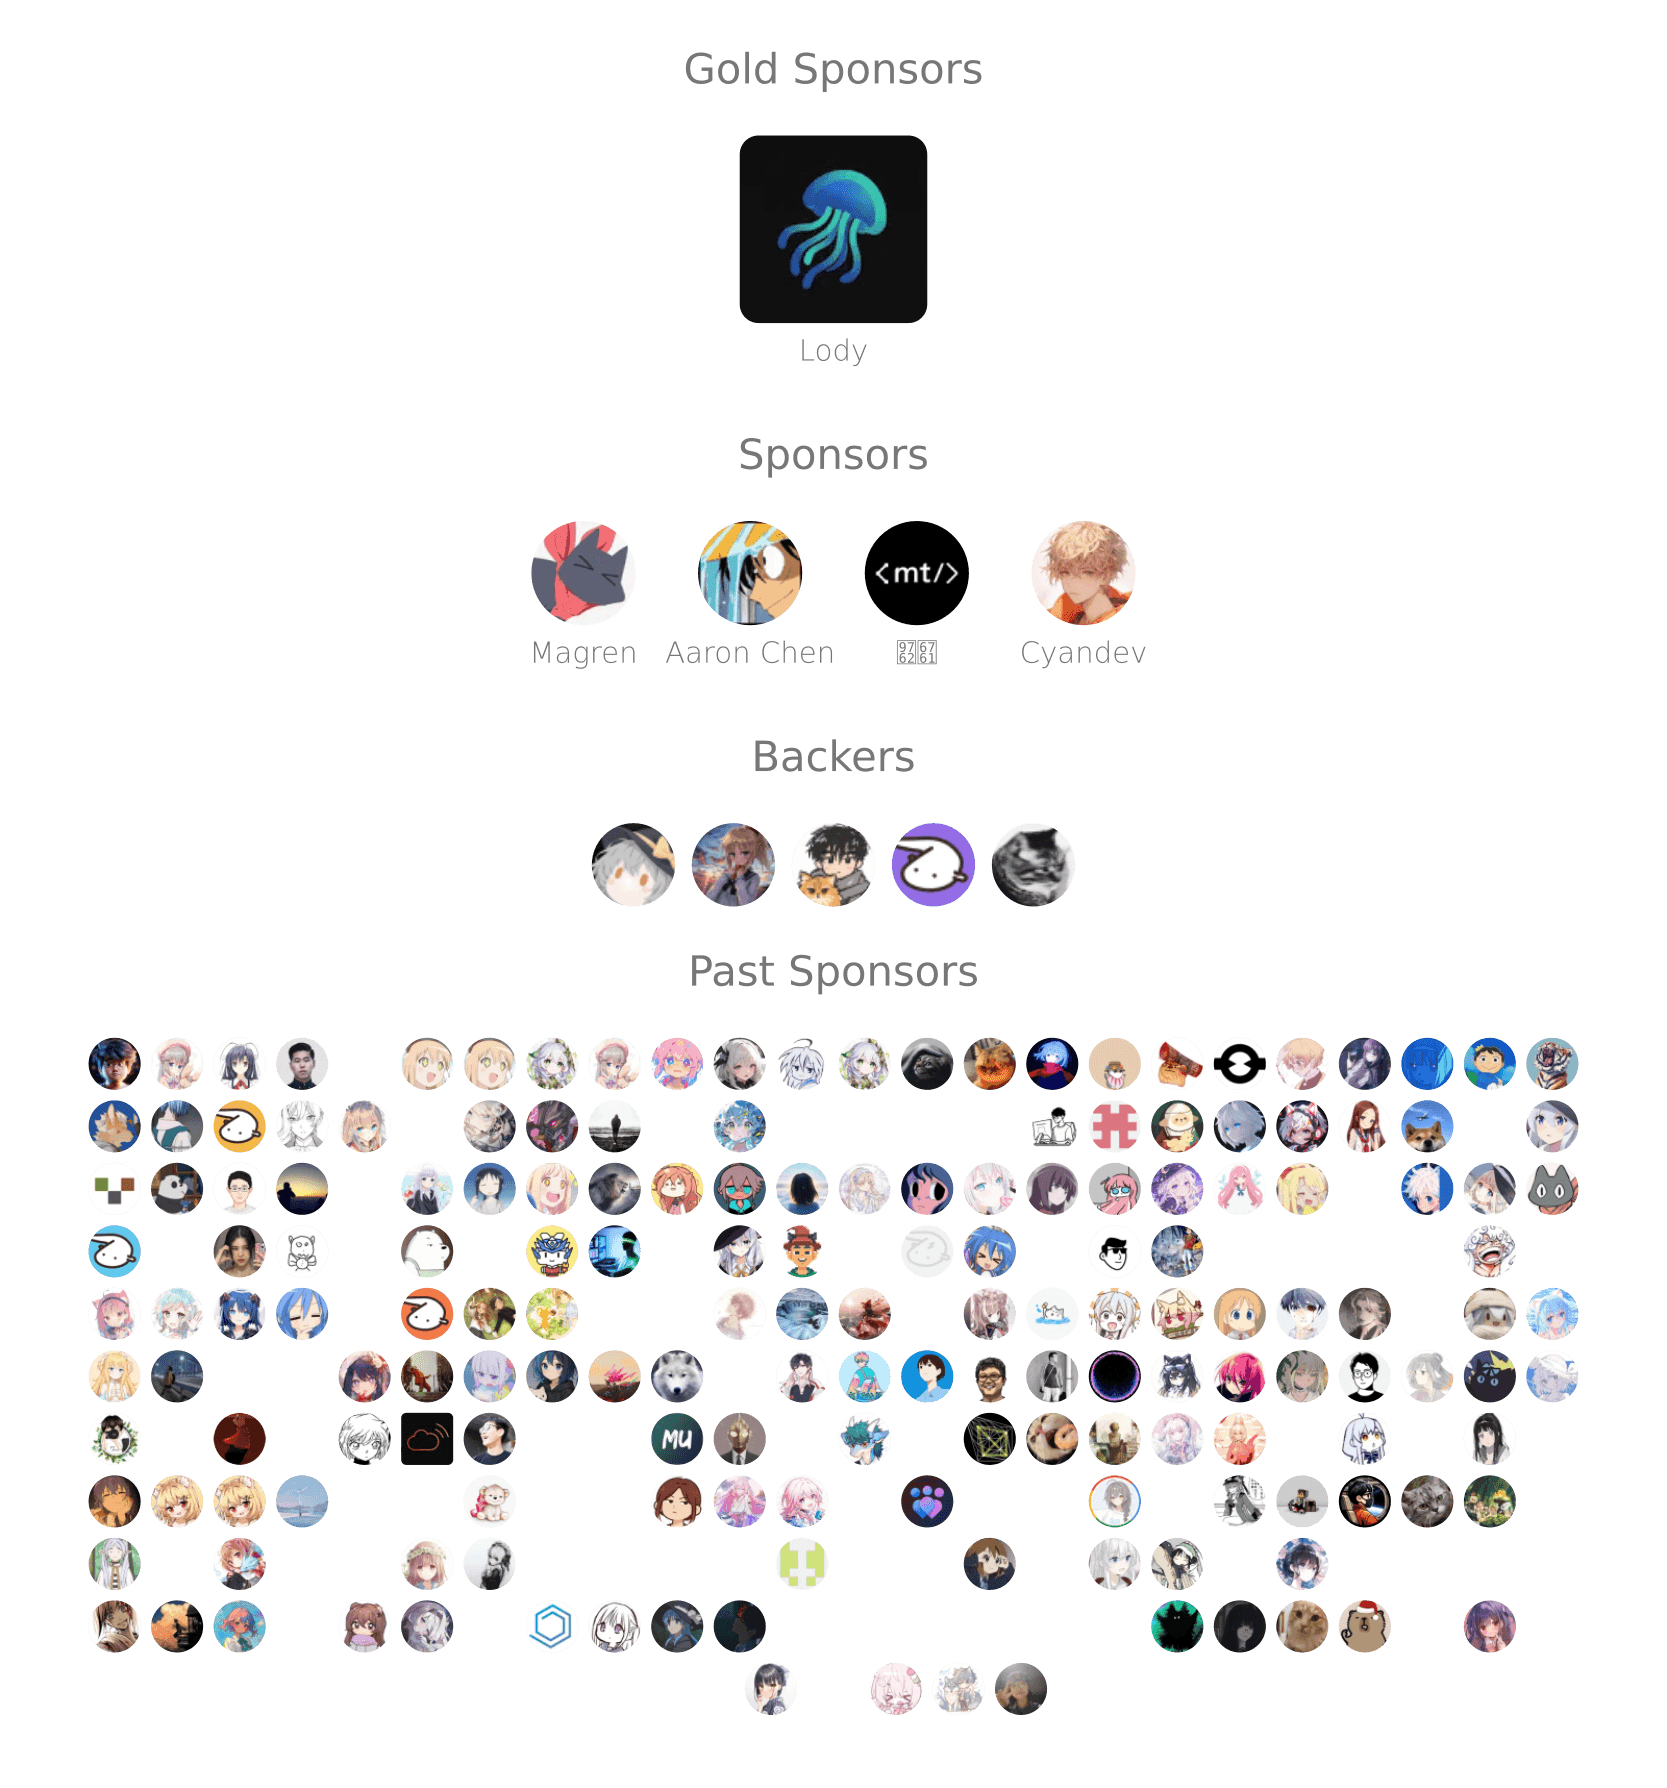 Gold Sponsors
Lody
Sponsors
<mt/>
Magren Aaron Chen Cyandev
Backers
Past Sponsors
MU